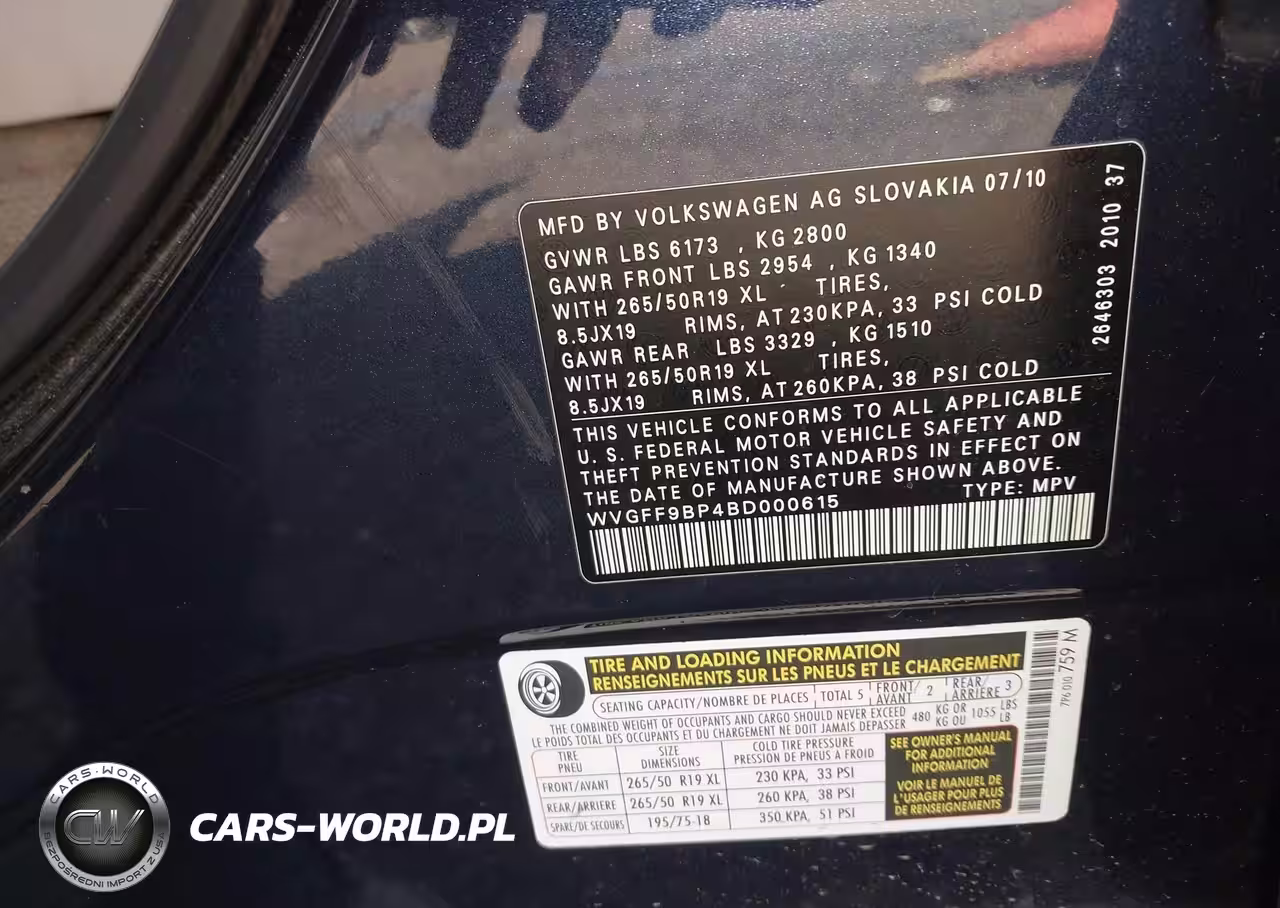 MFD BY VOLKSWAGEN AG SLOVAKIA 07/10
GVWR LBS 6173 , KG 2800
GAWR FRONT LBS 2954 , KG 1340
WITH 265/50R19 XL TIRES,
8.5JX19 RIMS, AT 230KPA, 33 PSI COLD
GAWR REAR LBS 3329 , KG 1510
WITH 265/50R19 XL TIRES,
8.5JX19 RIMS, AT 260KPA, 38 PSI COLD
THIS VEHICLE CONFORMS TO ALL APPLICABLE
U. S. FEDERAL MOTOR VEHICLE SAFETY AND
THEFT PREVENTION STANDARDS IN EFFECT ON
THE DATE OF MANUFACTURE SHOWN ABOVE.
WVGFF9BP4BD000615 TYPE: MPV
2646303 2010 37
TIRE AND LOADING INFORMATION
RENSEIGNEMENTS SUR LES PNEUS ET LE CHARGEMENT
SEATING CAPACITY/NOMBRE DE PLACES TOTAL 5 FRONT/AVANT 2 REAR/ARRIÈRE 3
THE COMBINED WEIGHT OF OCCUPANTS AND CARGO SHOULD NEVER EXCEED 480 KG OR 1055 LBS
LE POIDS TOTAL DES OCCUPANTS ET DU CHARGEMENT NE DOIT JAMAIS DEPASSER KG OU LB
TIRE PNEU SIZE DIMENSIONS COLD TIRE PRESSURE PRESSION DE PNEUS A FROID
FRONT/AVANT 265/50 R19 XL 230 KPA, 33 PSI
REAR/ARRIERE 265/50 R19 XL 260 KPA, 38 PSI
SPARE/DE SECOURS 195/75-18 350 KPA, 51 PSI
SEE OWNER'S MANUAL
FOR ADDITIONAL
INFORMATION
VOIR LE MANUEL DE
L'USAGER POUR PLUS
DE RENSEIGNEMENTS
7P6 010 759 M
CARS-WORLD
CW
BEZPOŚREDNI IMPORT Z USA
CARS-WORLD.PL